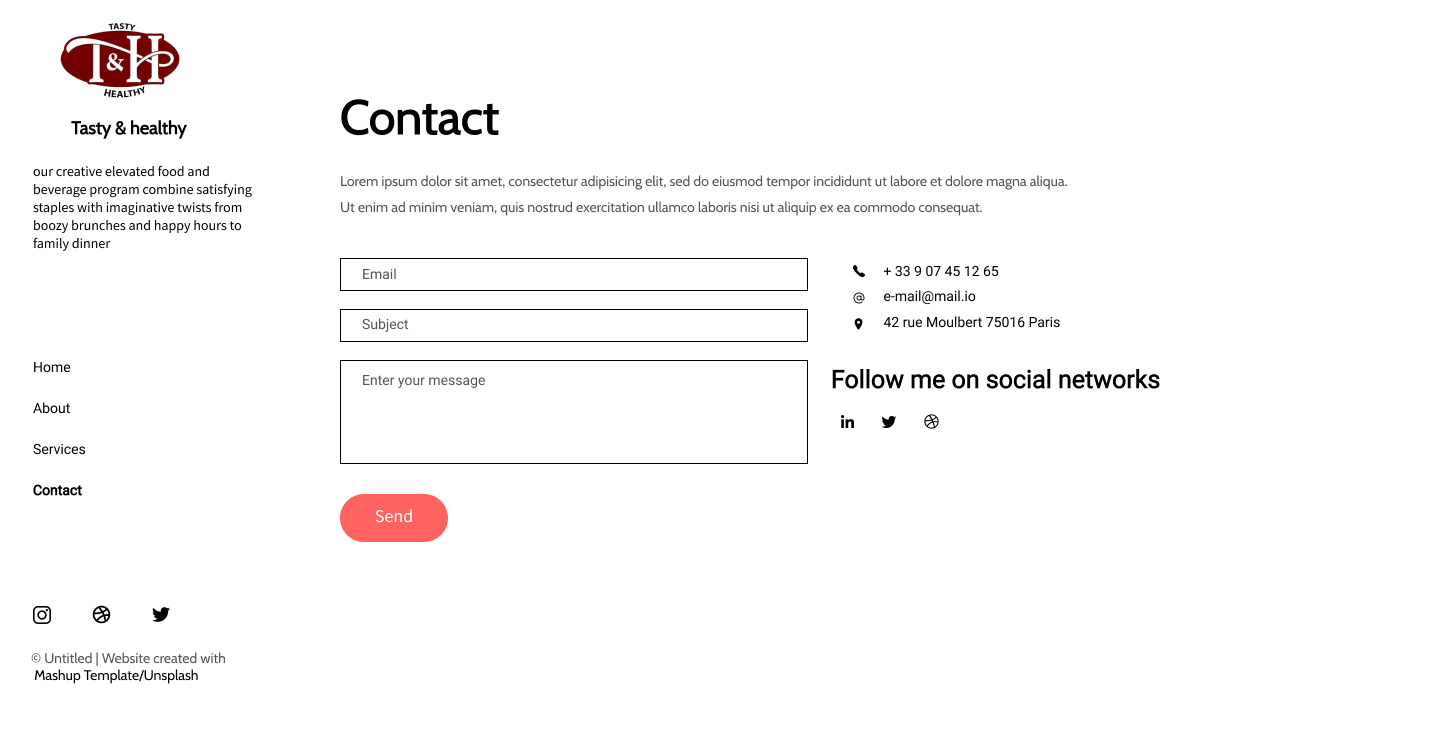 TASTY
T&H
HEALTHY
Tasty & healthy
our creative elevated food and
beverage program combine satisfying
staples with imaginative twists from
boozy brunches and happy hours to
family dinner
Home
About
Services
Contact
© Untitled | Website created with
Mashup Template/Unsplash
Contact
Lorem ipsum dolor sit amet, consectetur adipisicing elit, sed do eiusmod tempor incididunt ut labore et dolore magna aliqua.
Ut enim ad minim veniam, quis nostrud exercitation ullamco laboris nisi ut aliquip ex ea commodo consequat.
Email
Subject
Enter your message
Send
+ 33 9 07 45 12 65
e-mail@mail.io
42 rue Moulbert 75016 Paris
Follow me on social networks